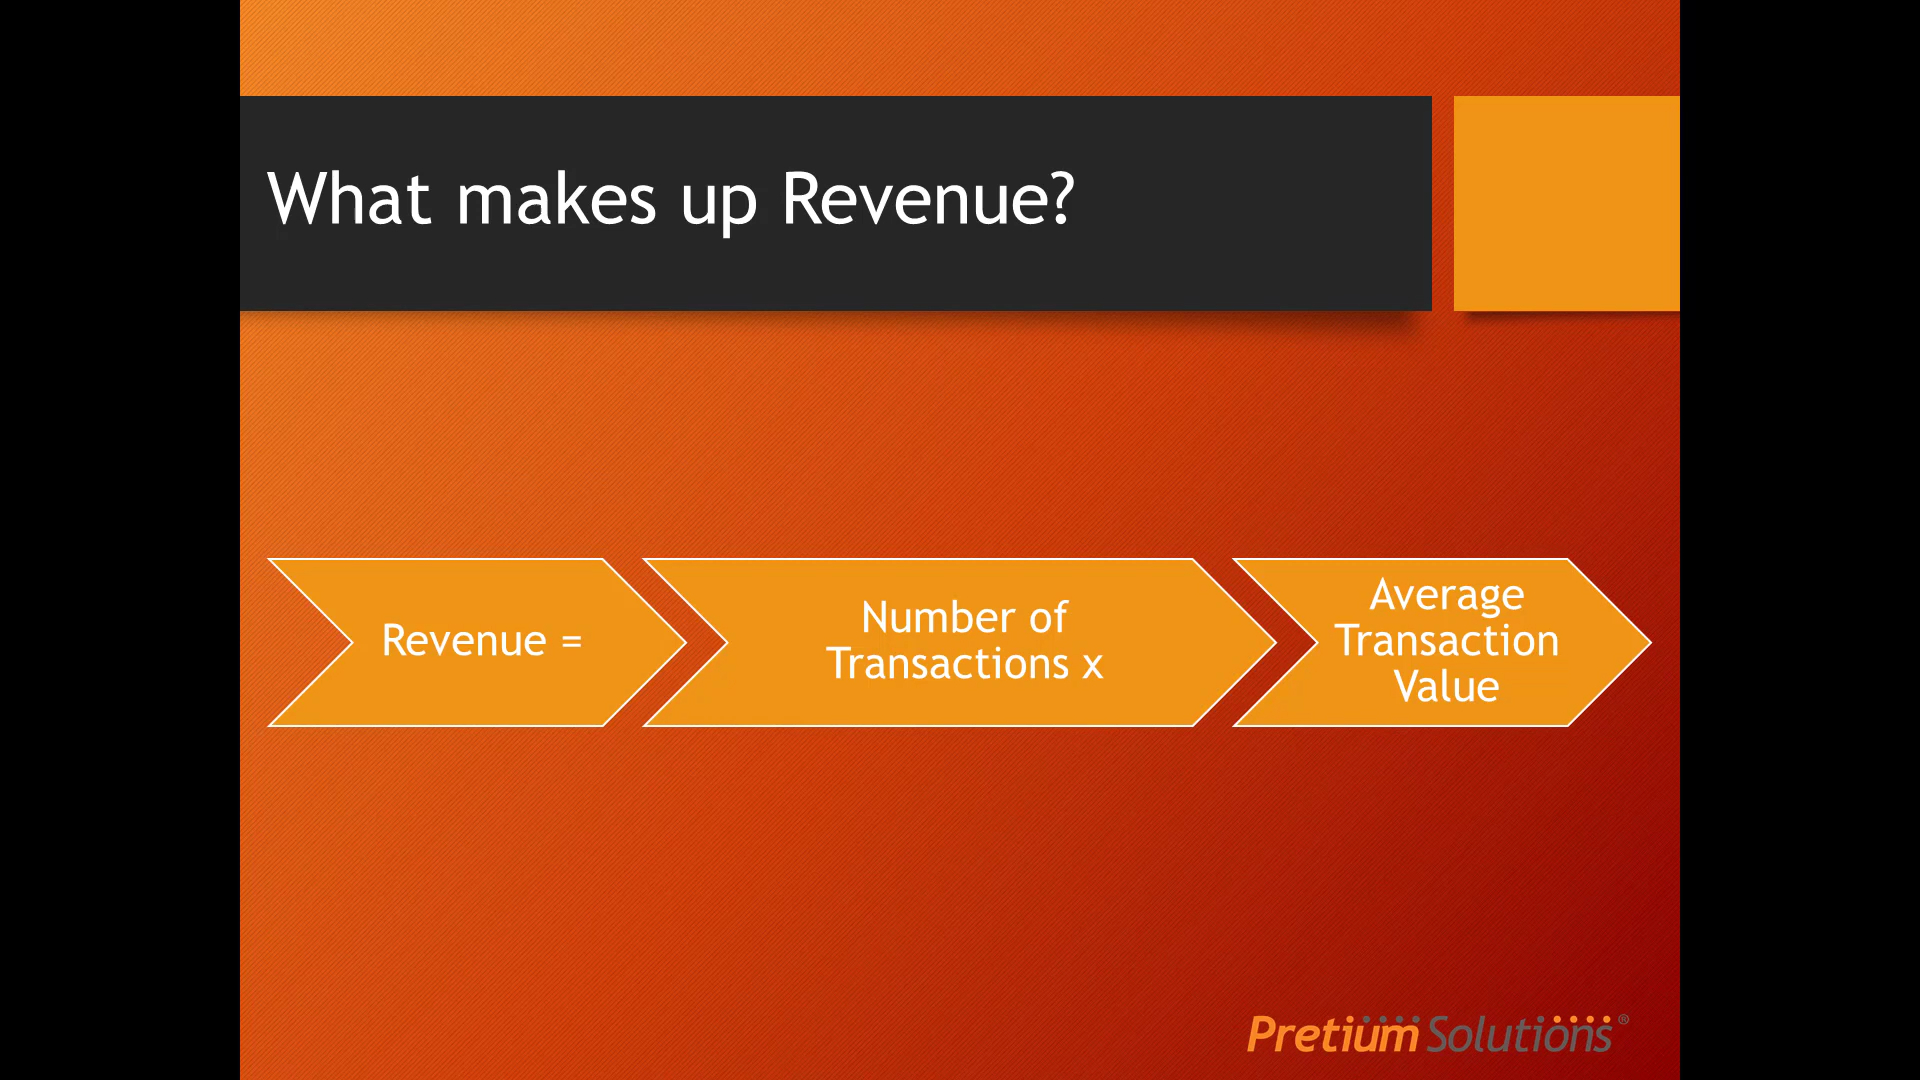 What makes up Revenue?
Revenue =
Number of
Transactions x
Average
Transaction
Value
Pretium Solutions®